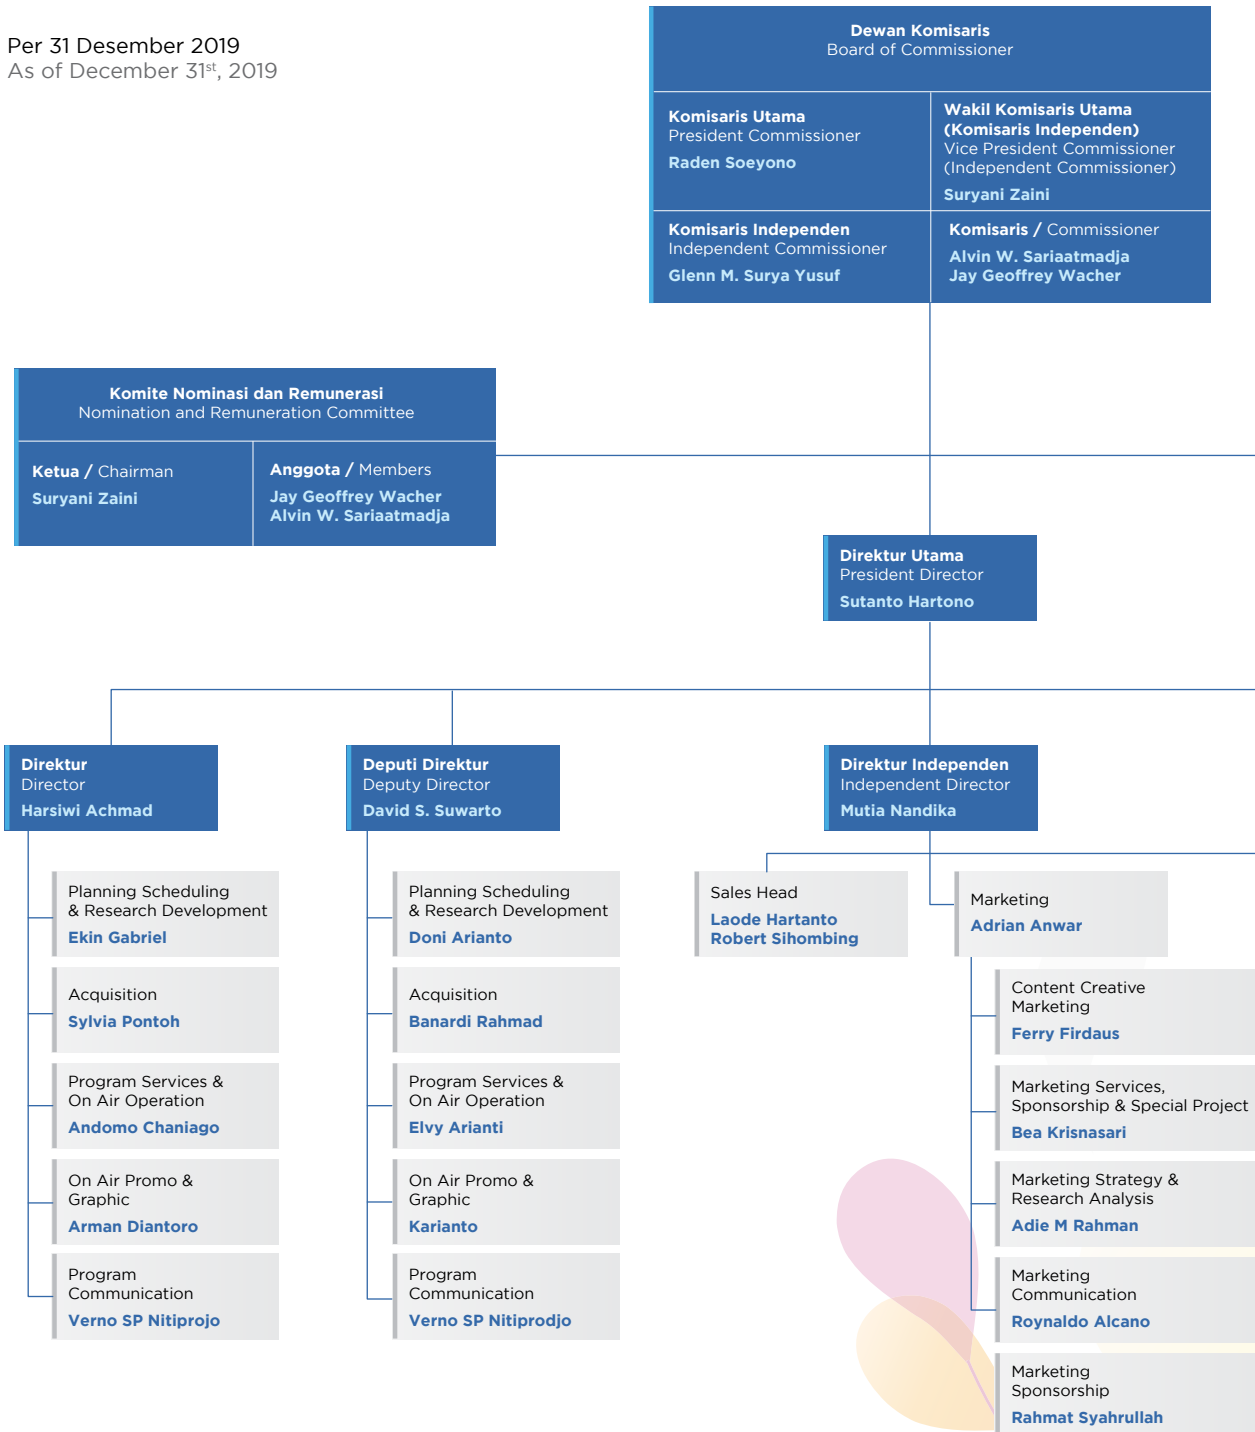 Per 31 Desember 2019
As of December 31st, 2019
Dewan Komisaris
Board of Commissioner
Komisaris Utama
President Commissioner
Raden Soeyono
Wakil Komisaris Utama
(Komisaris Independen)
Vice President Commissioner
(Independent Commissioner)
Suryani Zaini
Komisaris Independen
Independent Commissioner
Glenn M. Surya Yusuf
Komisaris / Commissioner
Alvin W. Sariaatmadja
Jay Geoffrey Wacher
Komite Nominasi dan Remunerasi
Nomination and Remuneration Committee
Ketua / Chairman
Suryani Zaini
Anggota / Members
Jay Geoffrey Wacher
Alvin W. Sariaatmadja
Direktur Utama
President Director
Sutanto Hartono
Direktur
Director
Harsiwi Achmad
Planning Scheduling
& Research Development
Ekin Gabriel
Acquisition
Sylvia Pontoh
Program Services &
On Air Operation
Andomo Chaniago
On Air Promo &
Graphic
Arman Diantoro
Program
Communication
Verno SP Nitiprojo
Deputi Direktur
Deputy Director
David S. Suwarto
Planning Scheduling
& Research Development
Doni Arianto
Acquisition
Banardi Rahmad
Program Services &
On Air Operation
Elvy Arianti
On Air Promo &
Graphic
Karianto
Program
Communication
Verno SP Nitiprodjo
Direktur Independen
Independent Director
Mutia Nandika
Sales Head
Laode Hartanto
Robert Sihombing
Marketing
Adrian Anwar
Content Creative
Marketing
Ferry Firdaus
Marketing Services,
Sponsorship & Special Project
Bea Krisnasari
Marketing Strategy &
Research Analysis
Adie M Rahman
Marketing
Communication
Roynaldo Alcano
Marketing
Sponsorship
Rahmat Syahrullah